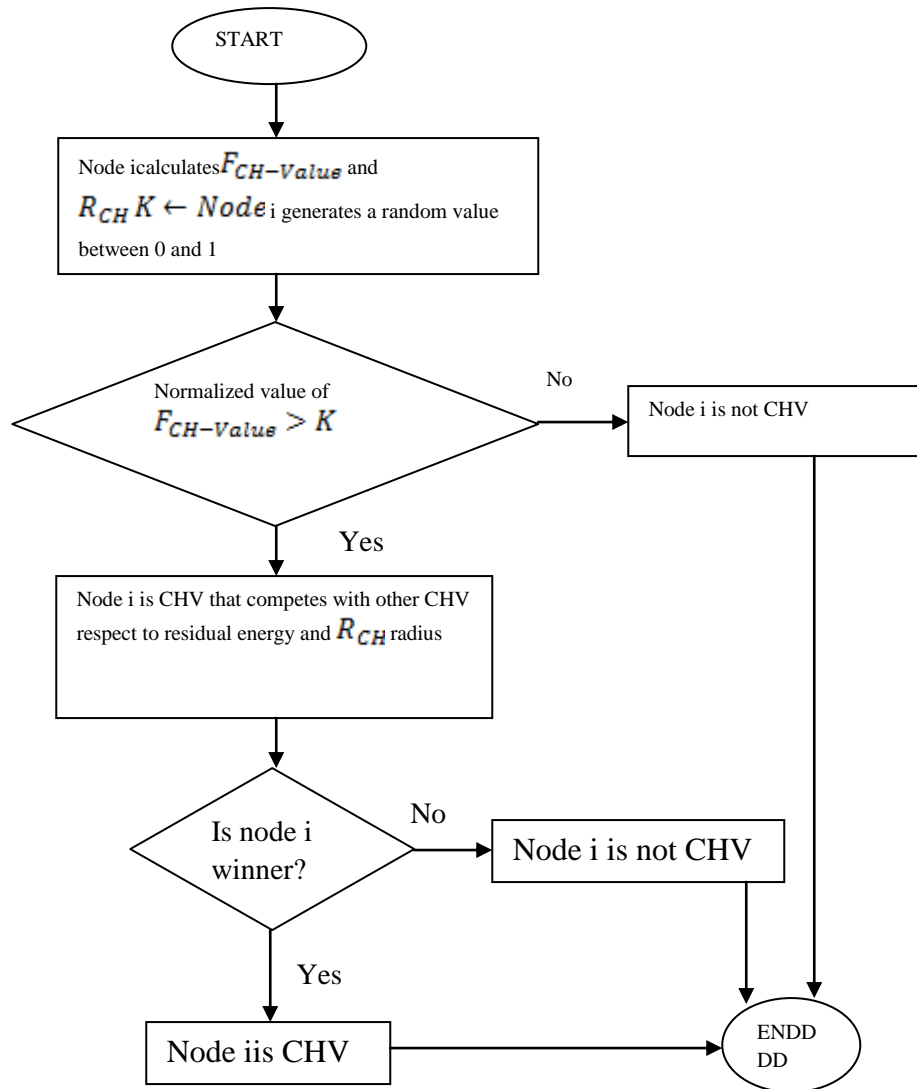 START
Node icalculates F_{CH-Value} and
R_{CH} K ← Node i generates a random value
between 0 and 1
Normalized value of
F_{CH-Value} > K
No
Node i is not CHV
Yes
Node i is CHV that competes with other CHV
respect to residual energy and R_{CH} radius
Is node i
winner?
No
Node i is not CHV
Yes
Node iis CHV
ENDD
DD